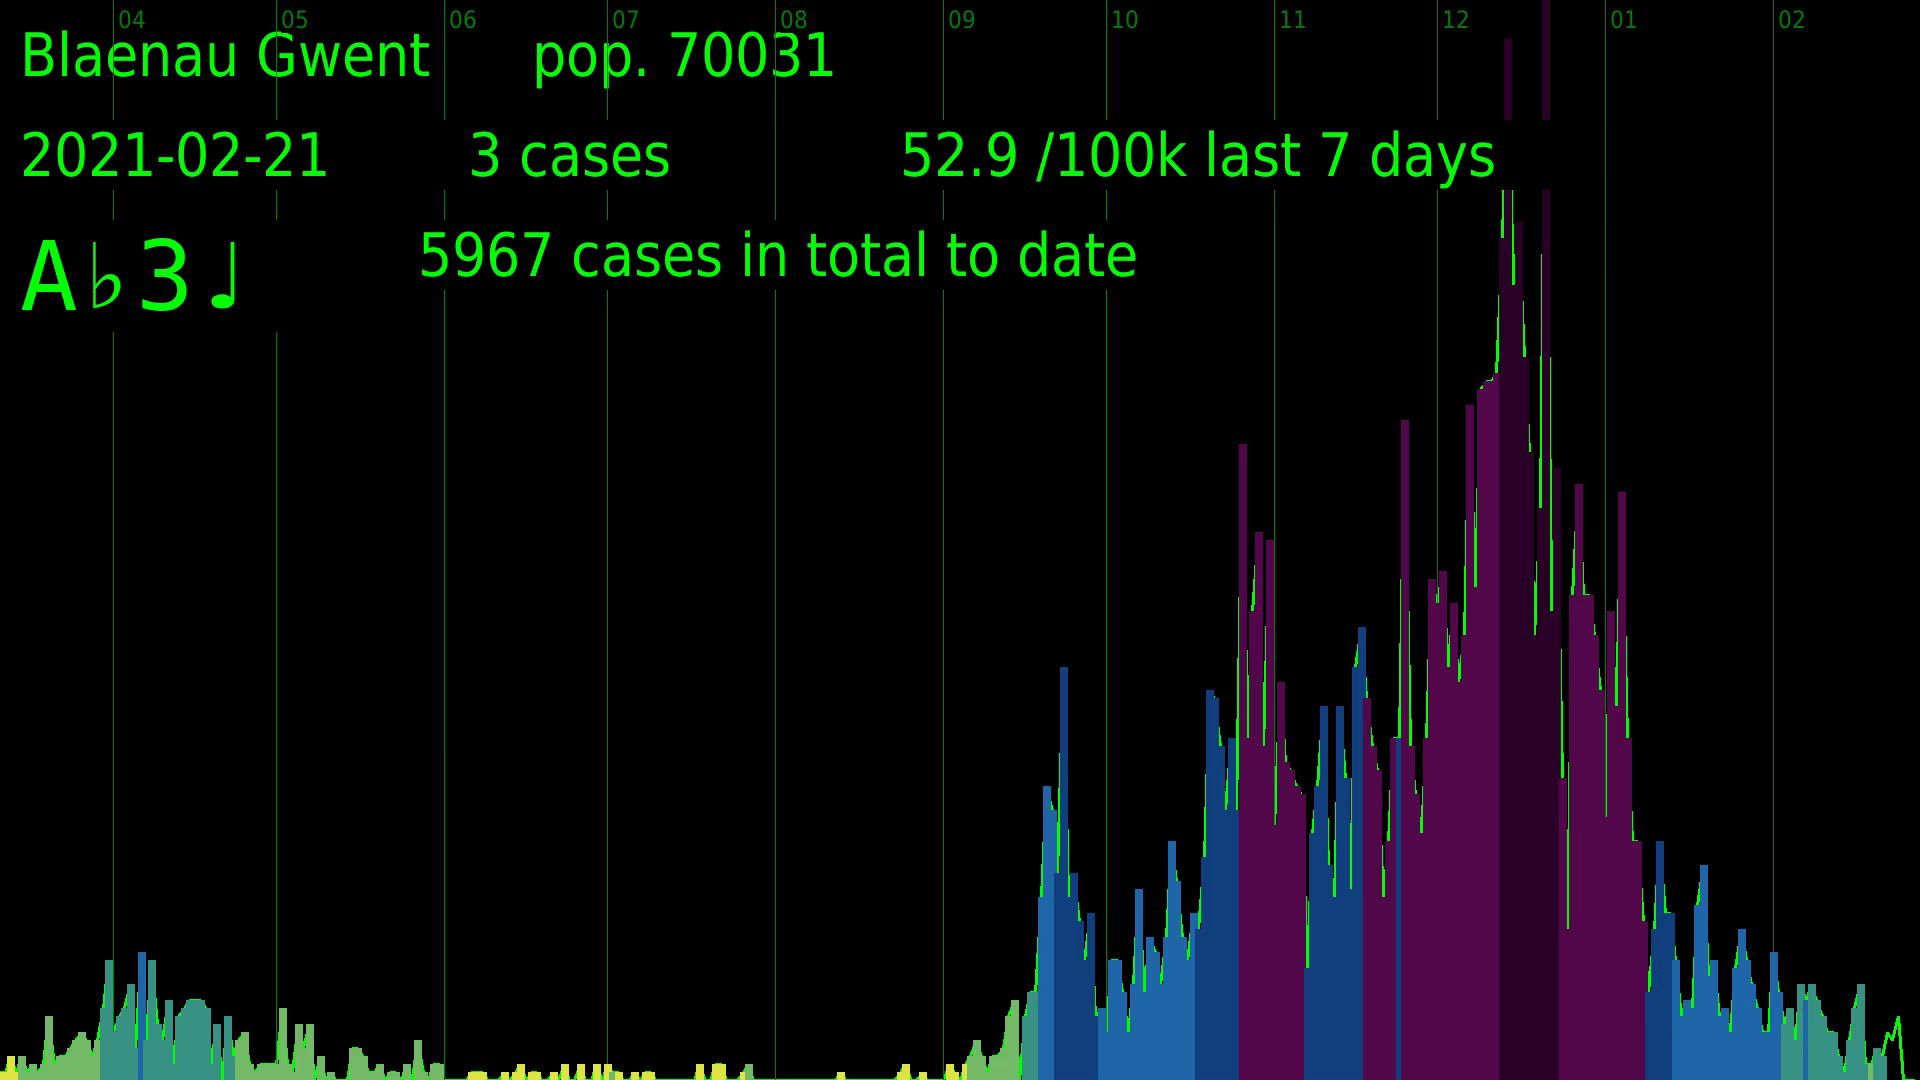 04 05 06 07 08 09 10 11 12 01 02
Blaenau Gwent pop. 70031
2021-02-21 3 cases 52.9 /100k last 7 days
A♭3♩ 5967 cases in total to date